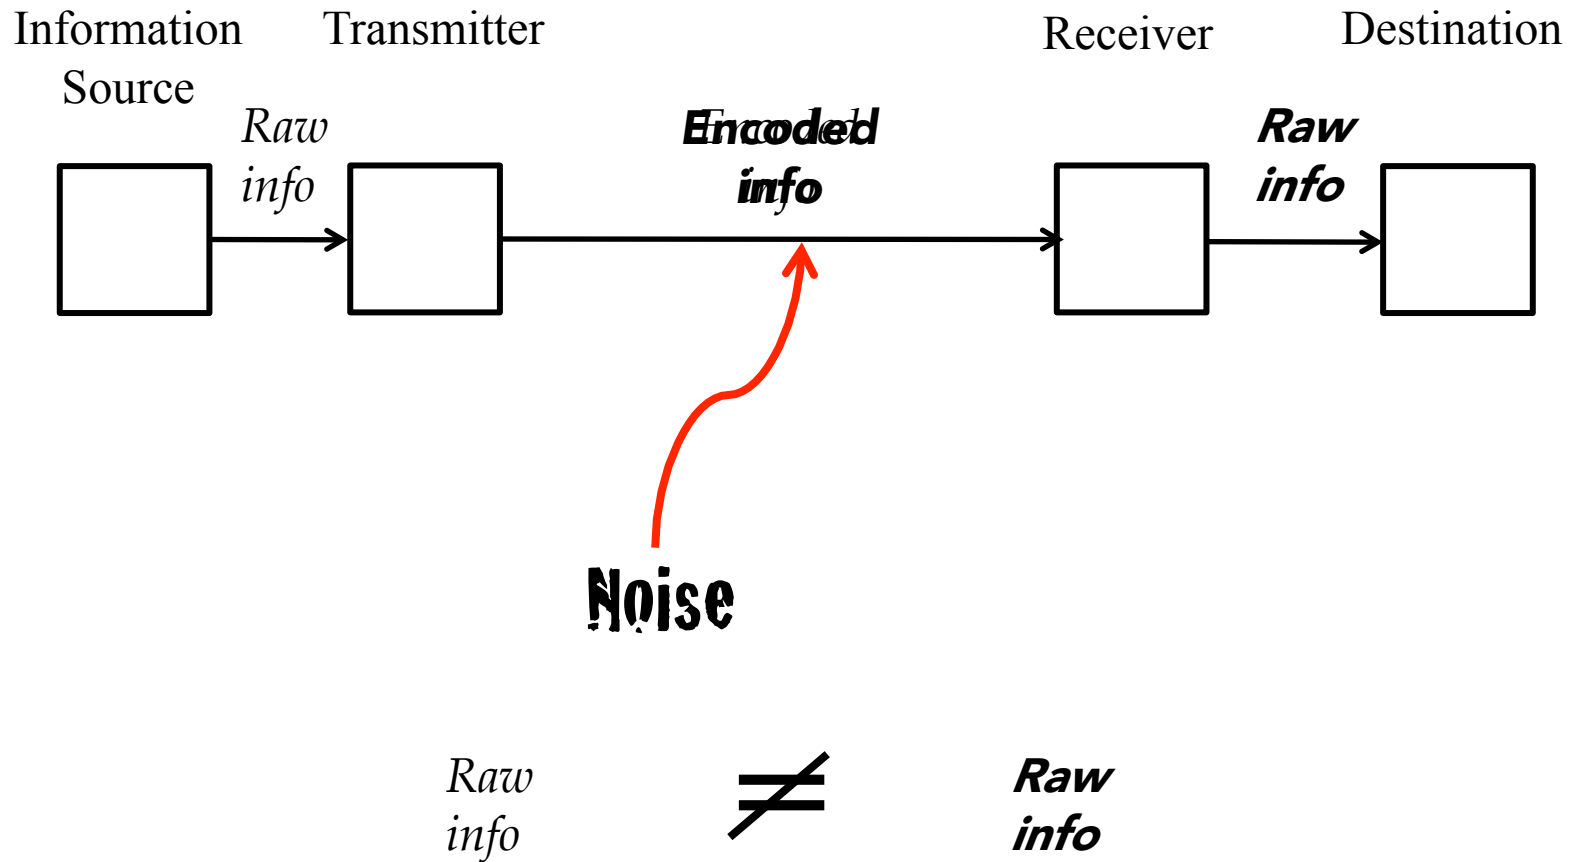 Information Transmitter Receiver Destination
Source
Raw Encoded Raw
info info info
Noise
Raw ≠ Raw
info info